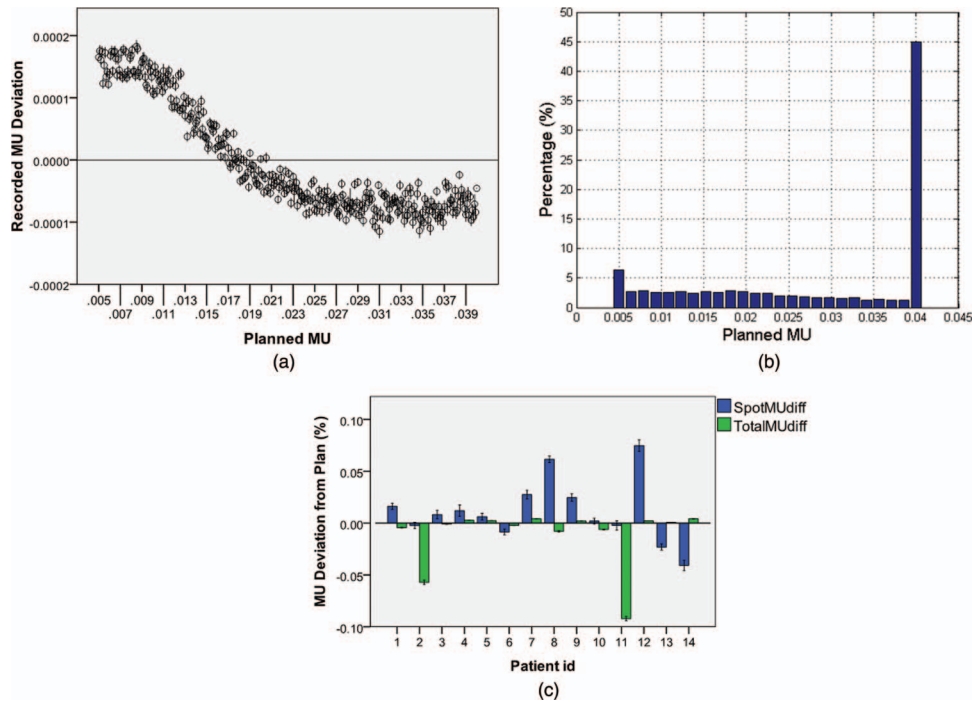 0.0002
0.0001
0.0000
-0.0001
-0.0002
Recorded MU Deviation
.005 .009 .013 .017 .021 .025 .029 .033 .037
.007 .011 .015 .019 .023 .027 .031 .035 .039
Planned MU
(a)
50
45
40
35
30
25
20
15
10
5
0
Percentage (%)
0 0.005 0.01 0.015 0.02 0.025 0.03 0.035 0.04 0.045
Planned MU
(b)
SpotMUdiff
TotalMUdiff
0.10
0.05
0.00
-0.05
-0.10
MU Deviation from Plan (%)
1 2 3 4 5 6 7 8 9 10 11 12 13 14
Patient id
(c)